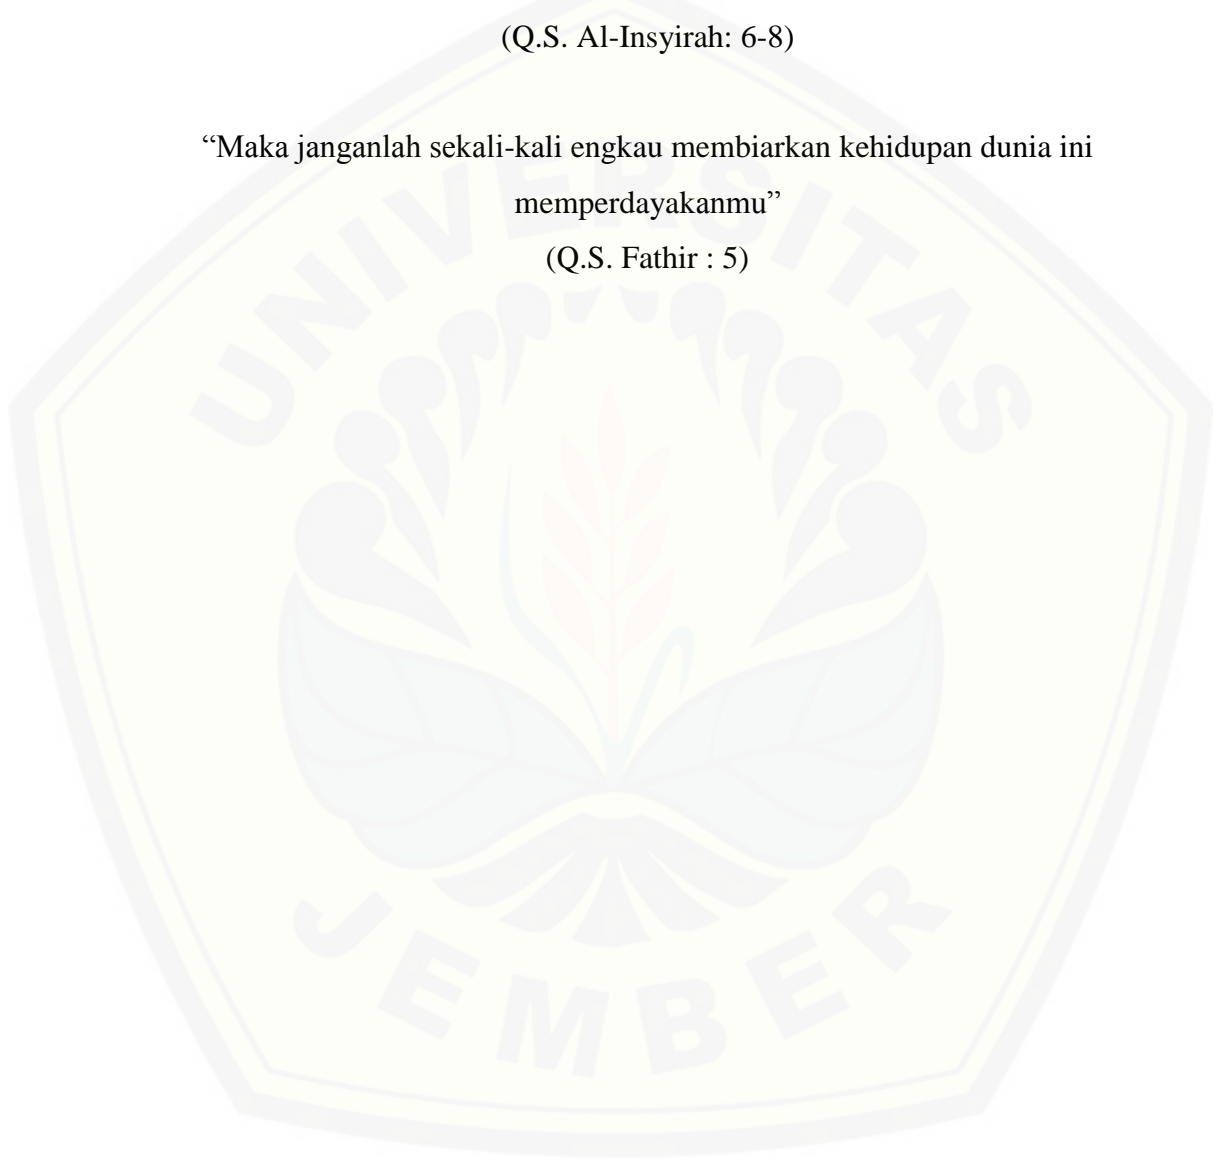 (Q.S. Al-Insyirah: 6-8)
“Maka janganlah sekali-kali engkau membiarkan kehidupan dunia ini
memperdayakanmu”
(Q.S. Fathir : 5)
UNIVERSITAS
JEMBER